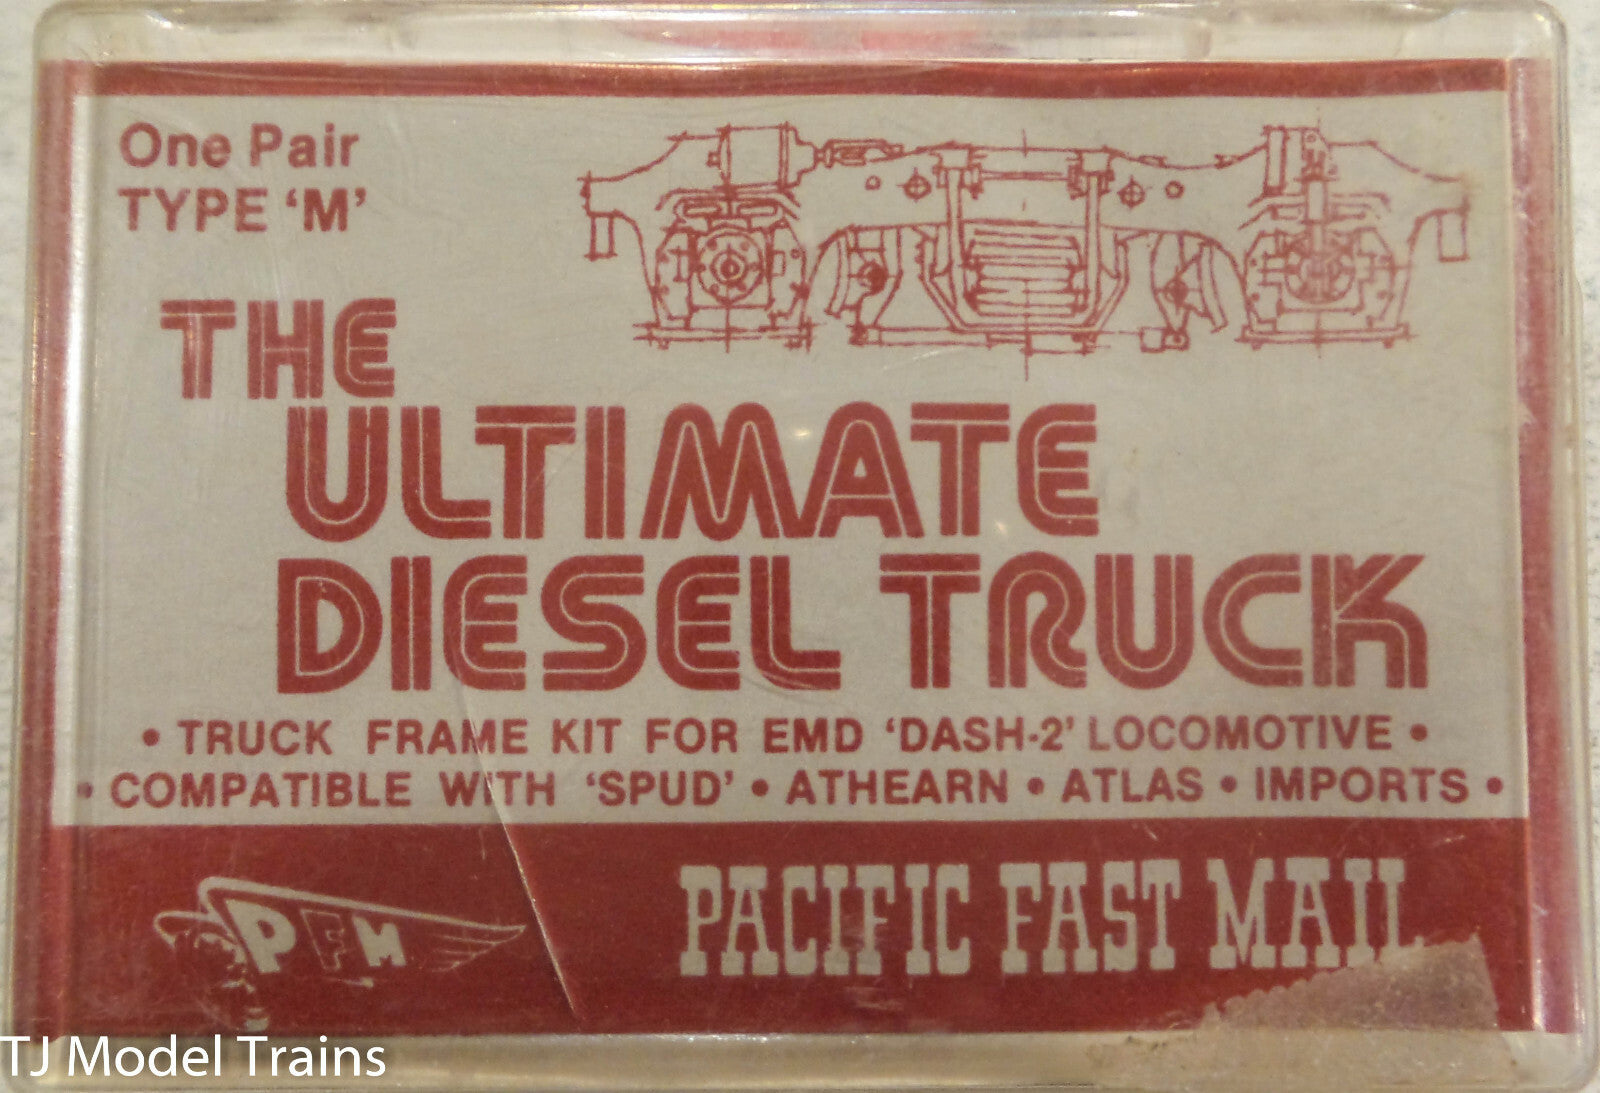 One Pair
TYPE ‘M’
THE
ULTIMATE
DIESEL TRUCK
• TRUCK FRAME KIT FOR EMD ‘DASH-2’ LOCOMOTIVE •
• COMPATIBLE WITH ‘SPUD’ • ATHEARN • ATLAS • IMPORTS •
PFM
PACIFIC FAST MAIL
TJ Model Trains